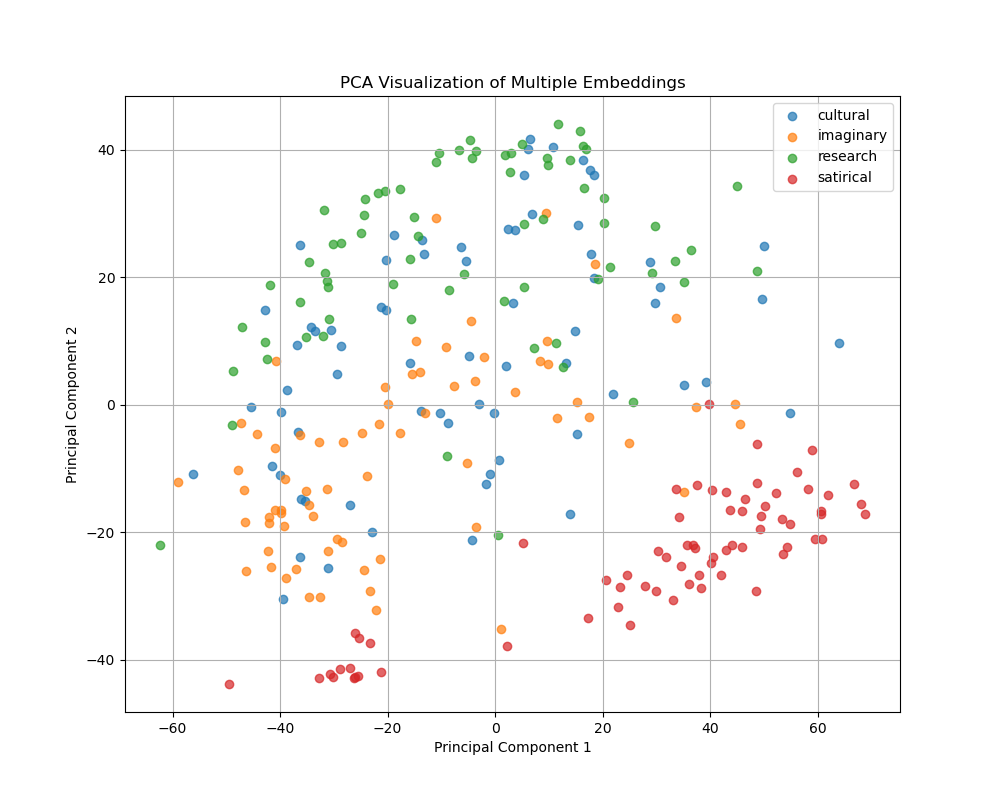 PCA Visualization of Multiple Embeddings
cultural
imaginary
research
satirical
Principal Component 2
40
20
0
−20
−40
−60
−40
−20
0
20
40
60
Principal Component 1